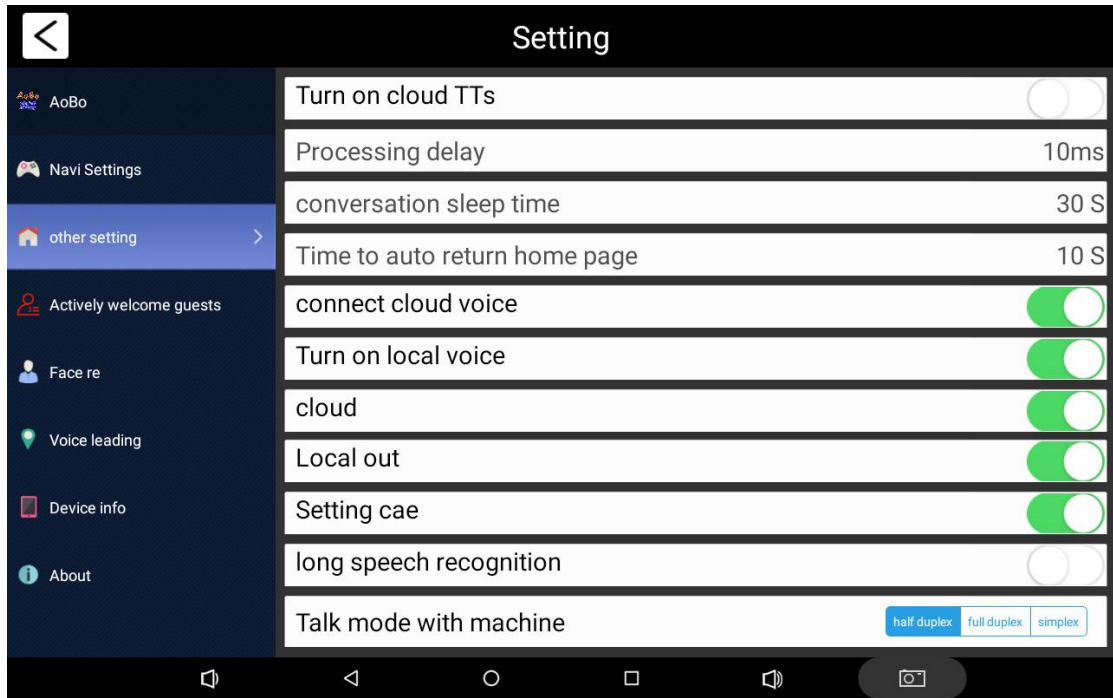 Setting
AoBo
Navi Settings
other setting
Actively welcome guests
Face re
Voice leading
Device info
About
Turn on cloud TTs
Processing delay 10ms
conversation sleep time 30 S
Time to auto return home page 10 S
connect cloud voice
Turn on local voice
cloud
Local out
Setting cae
long speech recognition
Talk mode with machine half duplex full duplex simplex